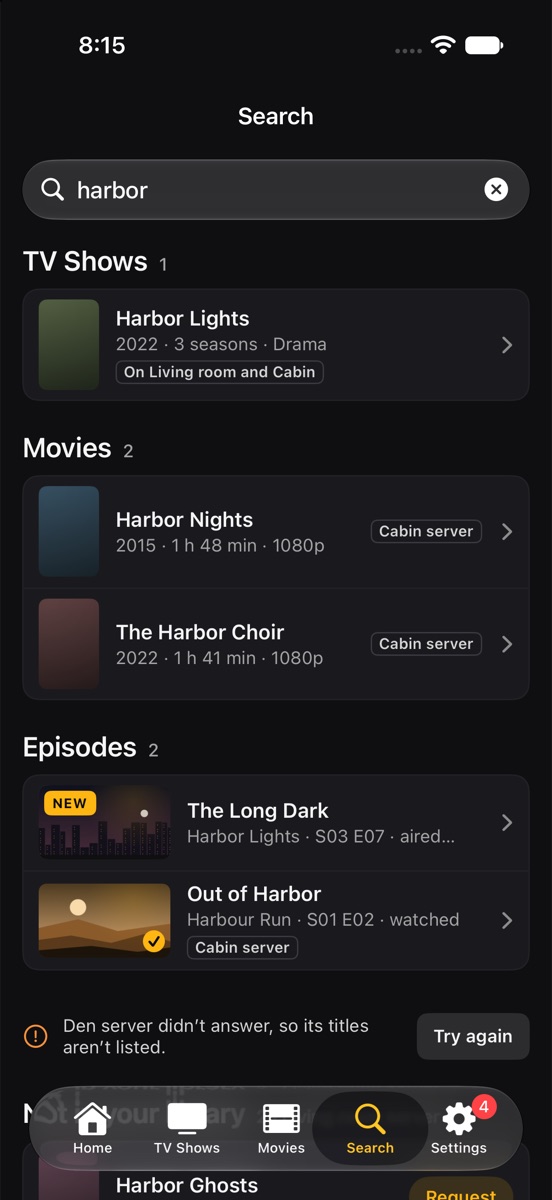 8:15
Search
harbor
TV Shows 1
Harbor Lights
2022 · 3 seasons · Drama
On Living room and Cabin
Movies 2
Harbor Nights
2015 · 1 h 48 min · 1080p
Cabin server
The Harbor Choir
2022 · 1 h 41 min · 1080p
Cabin server
Episodes 2
NEW
The Long Dark
Harbor Lights · S03 E07 · aired…
Out of Harbor
Harbour Run · S01 E02 · watched
Cabin server
Den server didn’t answer, so its titles
aren’t listed.
Try again
your library
Home
TV Shows
Movies
Search
Settings
4
Harbor Ghosts
Request